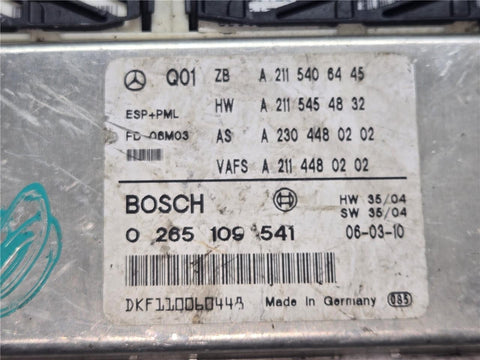 Q01 ZB A 211 540 64 45
ESP+PML HW A 211 545 48 32
FD 06M03 AS A 230 448 02 02
VAFS A 211 448 02 02
BOSCH HW 35/04
SW 35/04
0 265 109 541 06-03-10
Made in Germany 085